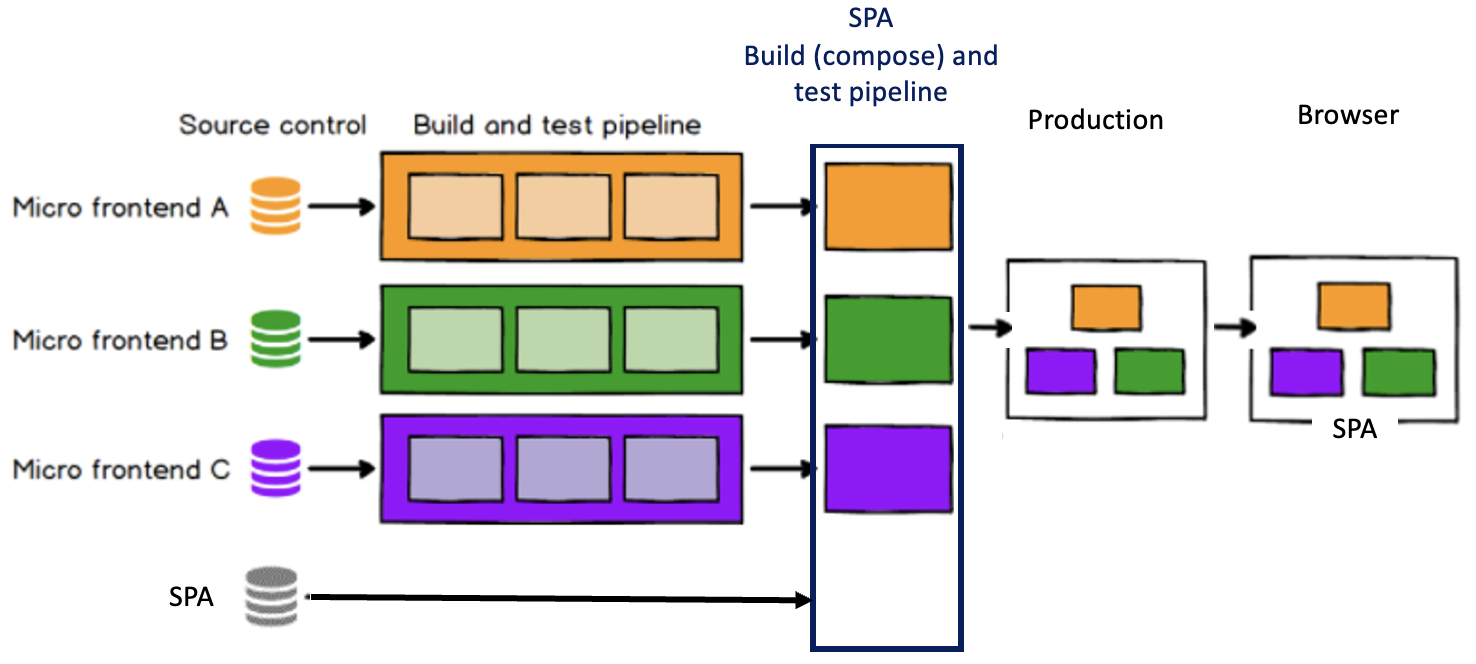 SPA
Build (compose) and
test pipeline
Source control
Build and test pipeline
Production
Browser
Micro frontend A
Micro frontend B
Micro frontend C
SPA
SPA